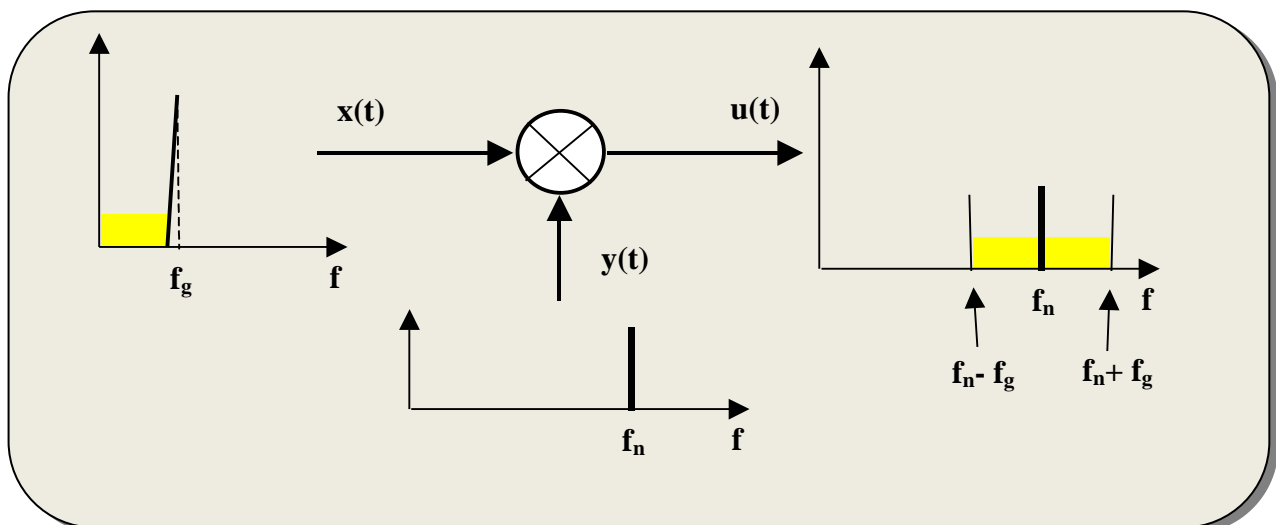 x(t)
u(t)
y(t)
f_g
f
f_n
f
f_n
f
f_n- f_g
f_n+ f_g